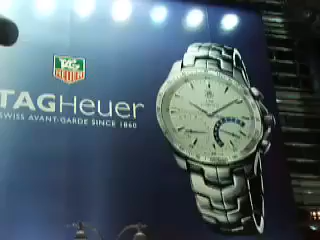 TAG
HEUER
TAGHeuer
SWISS AVANT-GARDE SINCE 1860